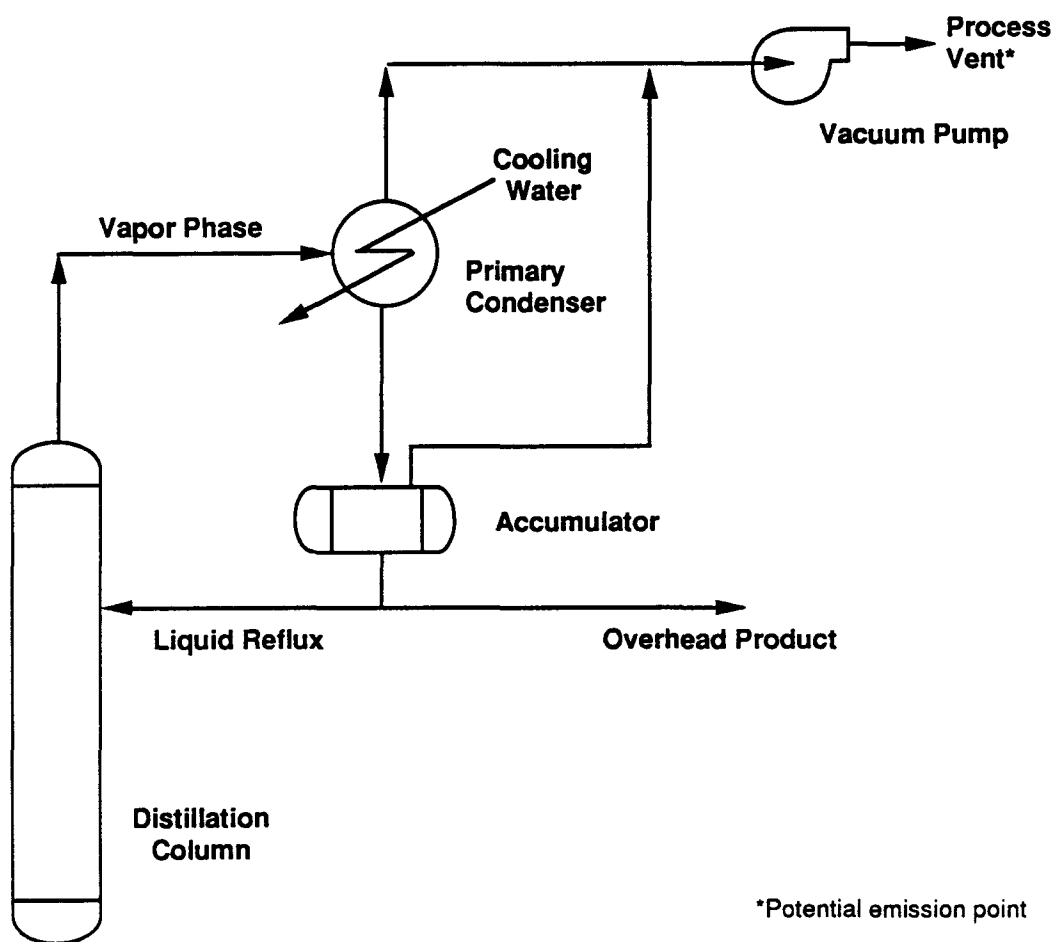 Process
Vent*
Vacuum Pump
Cooling
Water
Vapor Phase
Primary
Condenser
Accumulator
Liquid Reflux
Overhead Product
Distillation
Column
*Potential emission point